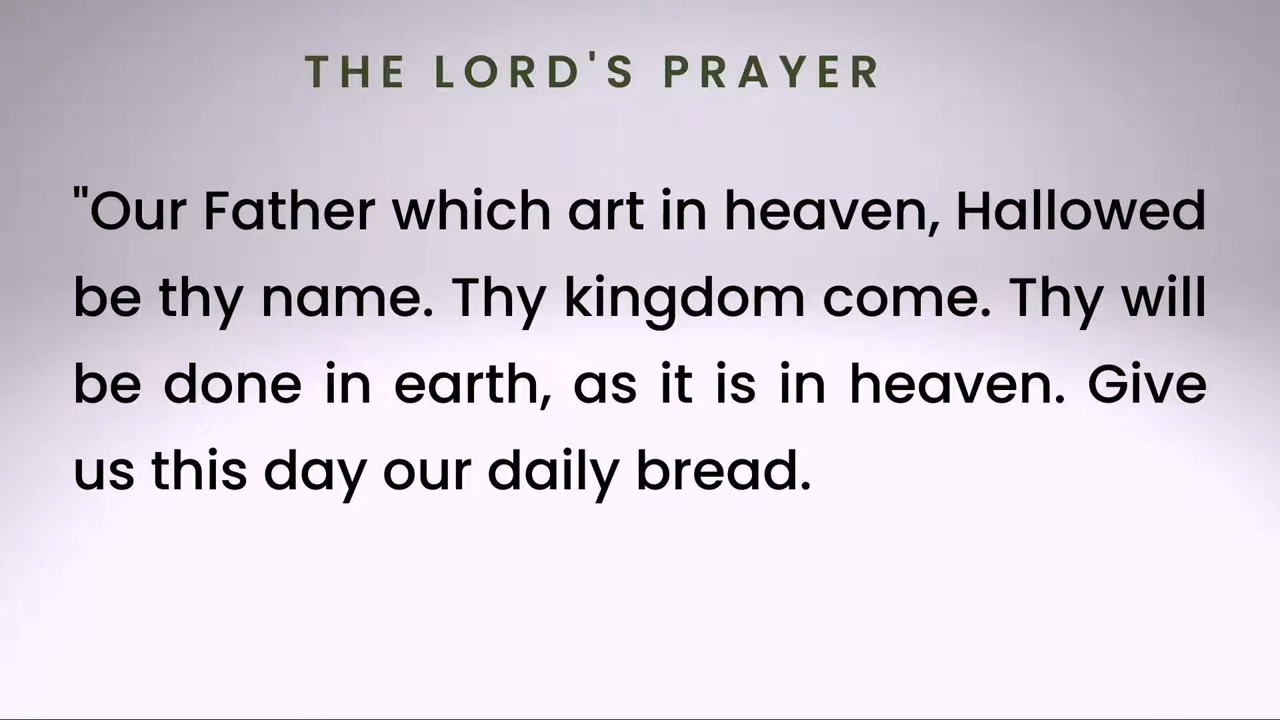 THE LORD'S PRAYER
"Our Father which art in heaven, Hallowed
be thy name. Thy kingdom come. Thy will
be done in earth, as it is in heaven. Give
us this day our daily bread.